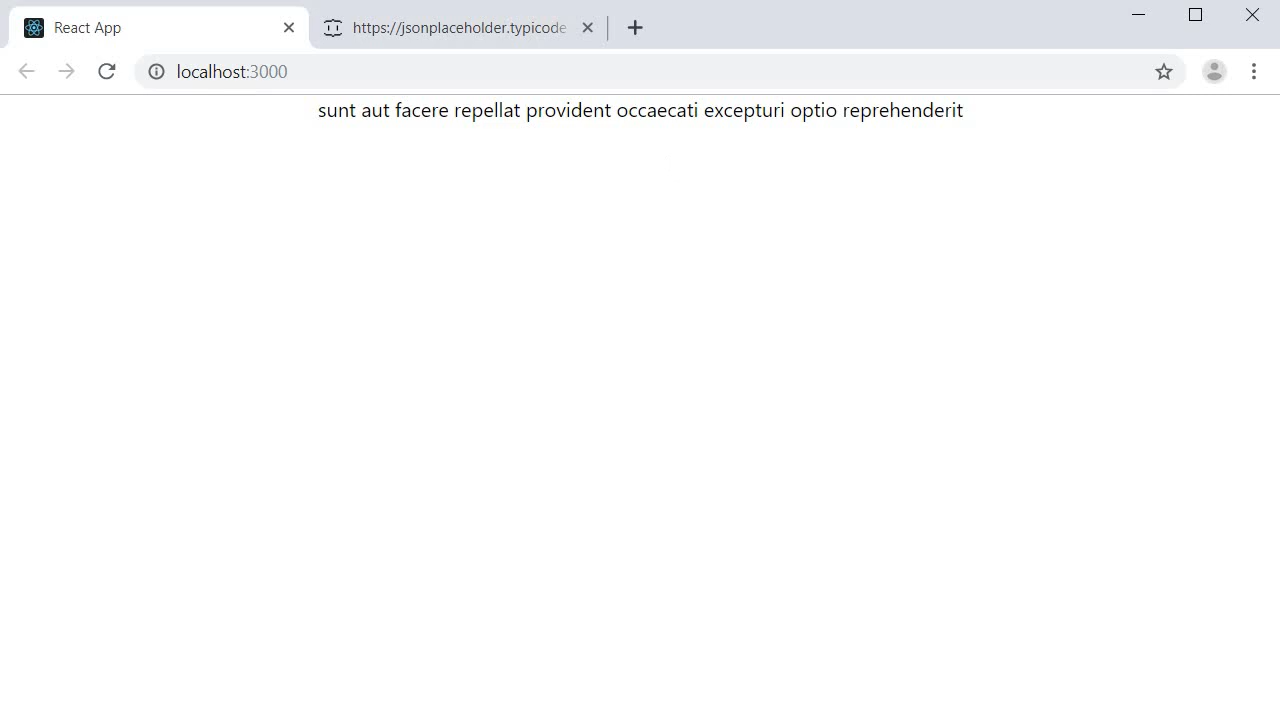 React App
https://jsonplaceholder.typicode
localhost:3000
sunt aut facere repellat provident occaecati excepturi optio reprehenderit